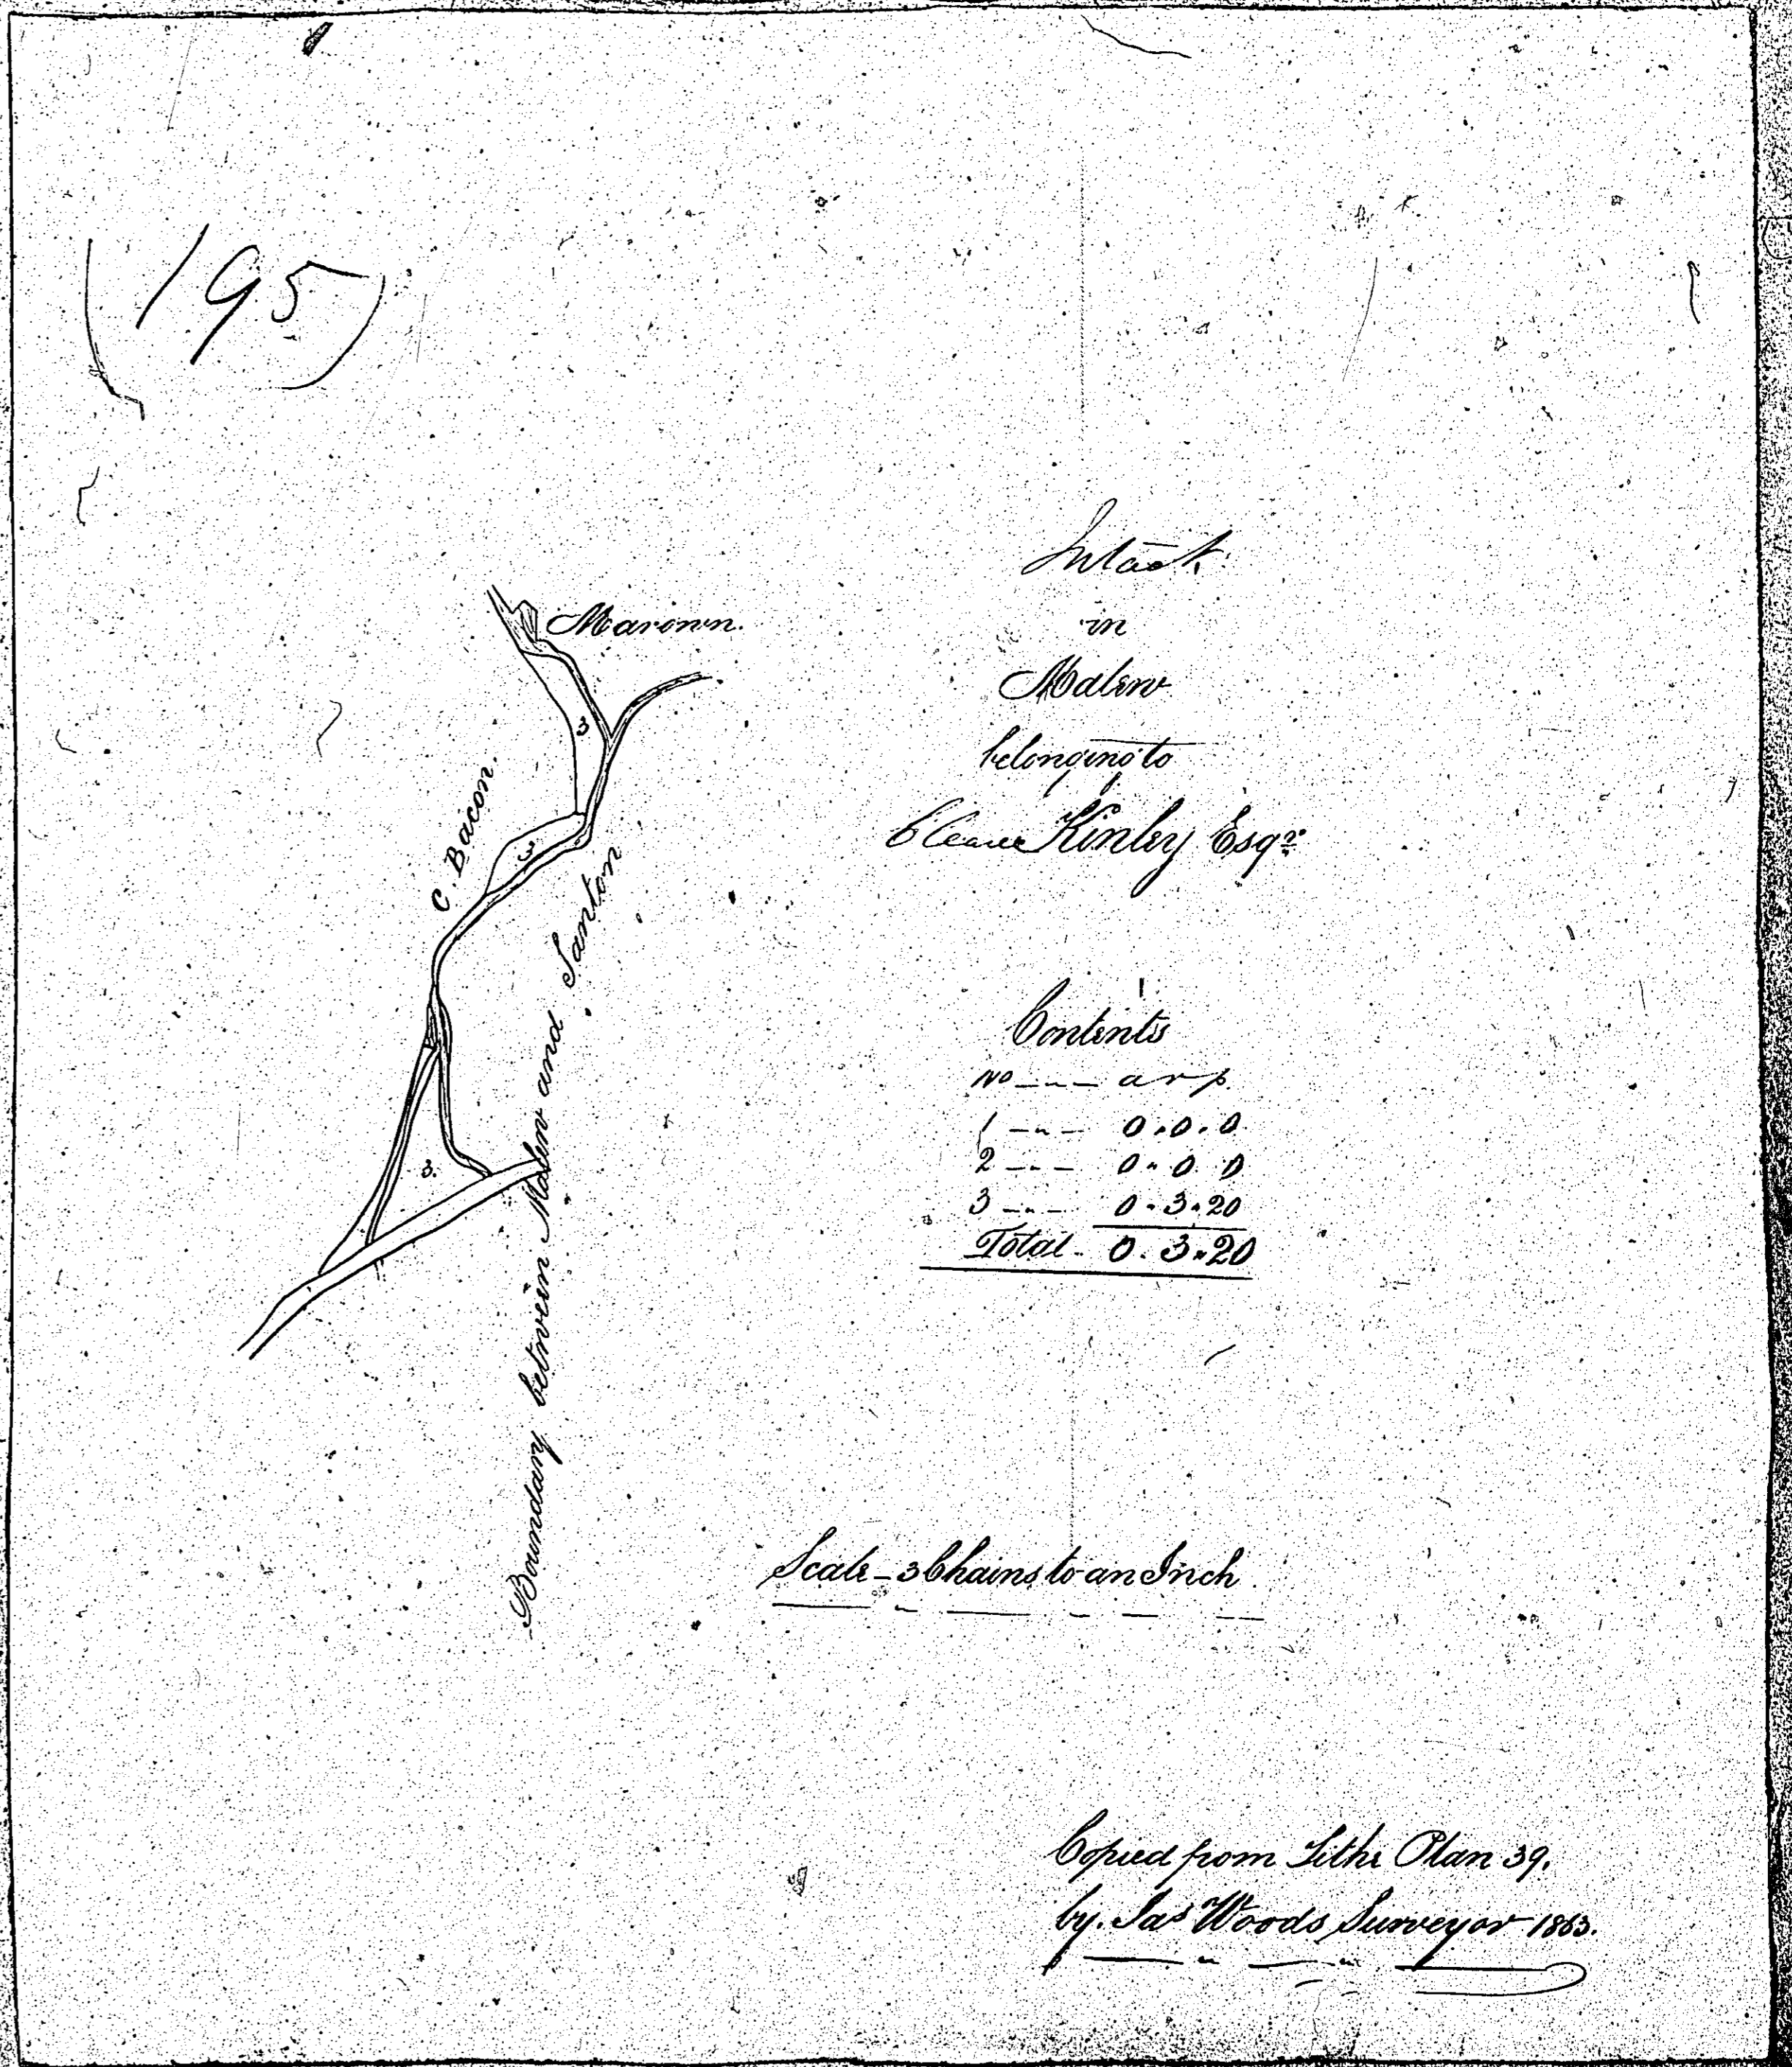 (195)
Intack
in
Malew
belonging to
Kinley Esqr
Marown.
3
C. Bacon.
3
3.
Boundary between Malew and Santon
Contents
No --- a r p.
1 --- 0.0.0
2 --- 0.0.0
3 --- 0.3.20
Total - 0.3.20
Scale - 3 Chains to an Inch
Copied from Tithe Plan 39.
by. Jas Woods Surveyor 1863.